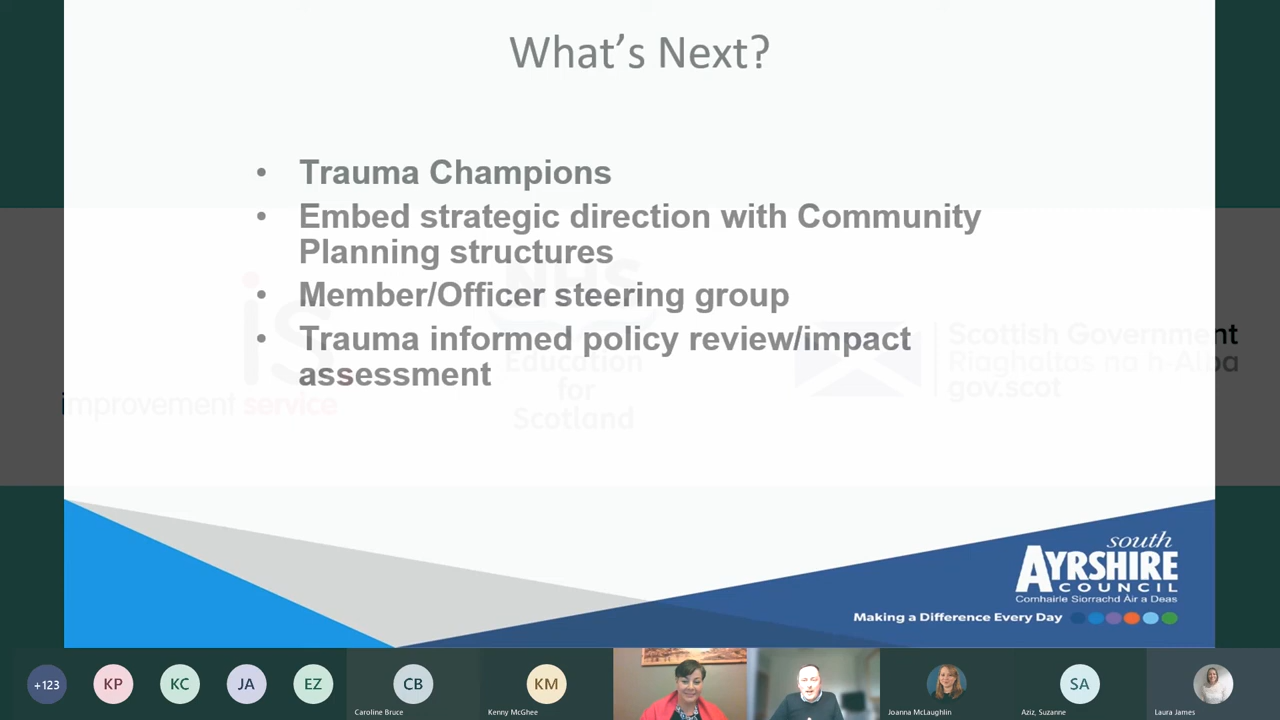 What's Next?
• Trauma Champions
• Embed strategic direction with Community
Planning structures
• Member/Officer steering group
• Trauma informed policy review/impact
assessment
is
improvement service
NHS
Education
for
Scotland
Scottish Government
Riaghaltas na h-Alba
gov.scot
south
AYRSHIRE
COUNCIL
Comhairle Siorrachd Àir a Deas
Making a Difference Every Day
+123
KP
KC
JA
EZ
CB
Caroline Bruce
KM
Kenny McGhee
Joanna McLaughlin
SA
Aziz, Suzanne
Laura James